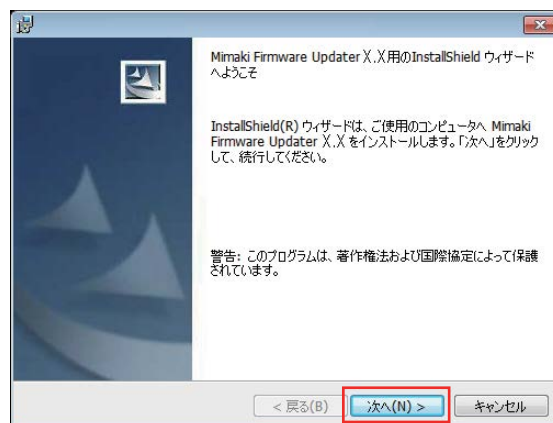 Mimaki Firmware Updater X.X用のInstallShield ウィザード
へようこそ
InstallShield(R) ウィザードは、ご使用のコンピュータへ Mimaki
Firmware Updater X.X をインストールします。「次へ」をクリック
して、続行してください。
警告: このプログラムは、著作権法および国際協定によって保護
されています。
< 戻る(B)
次へ(N) >
キャンセル